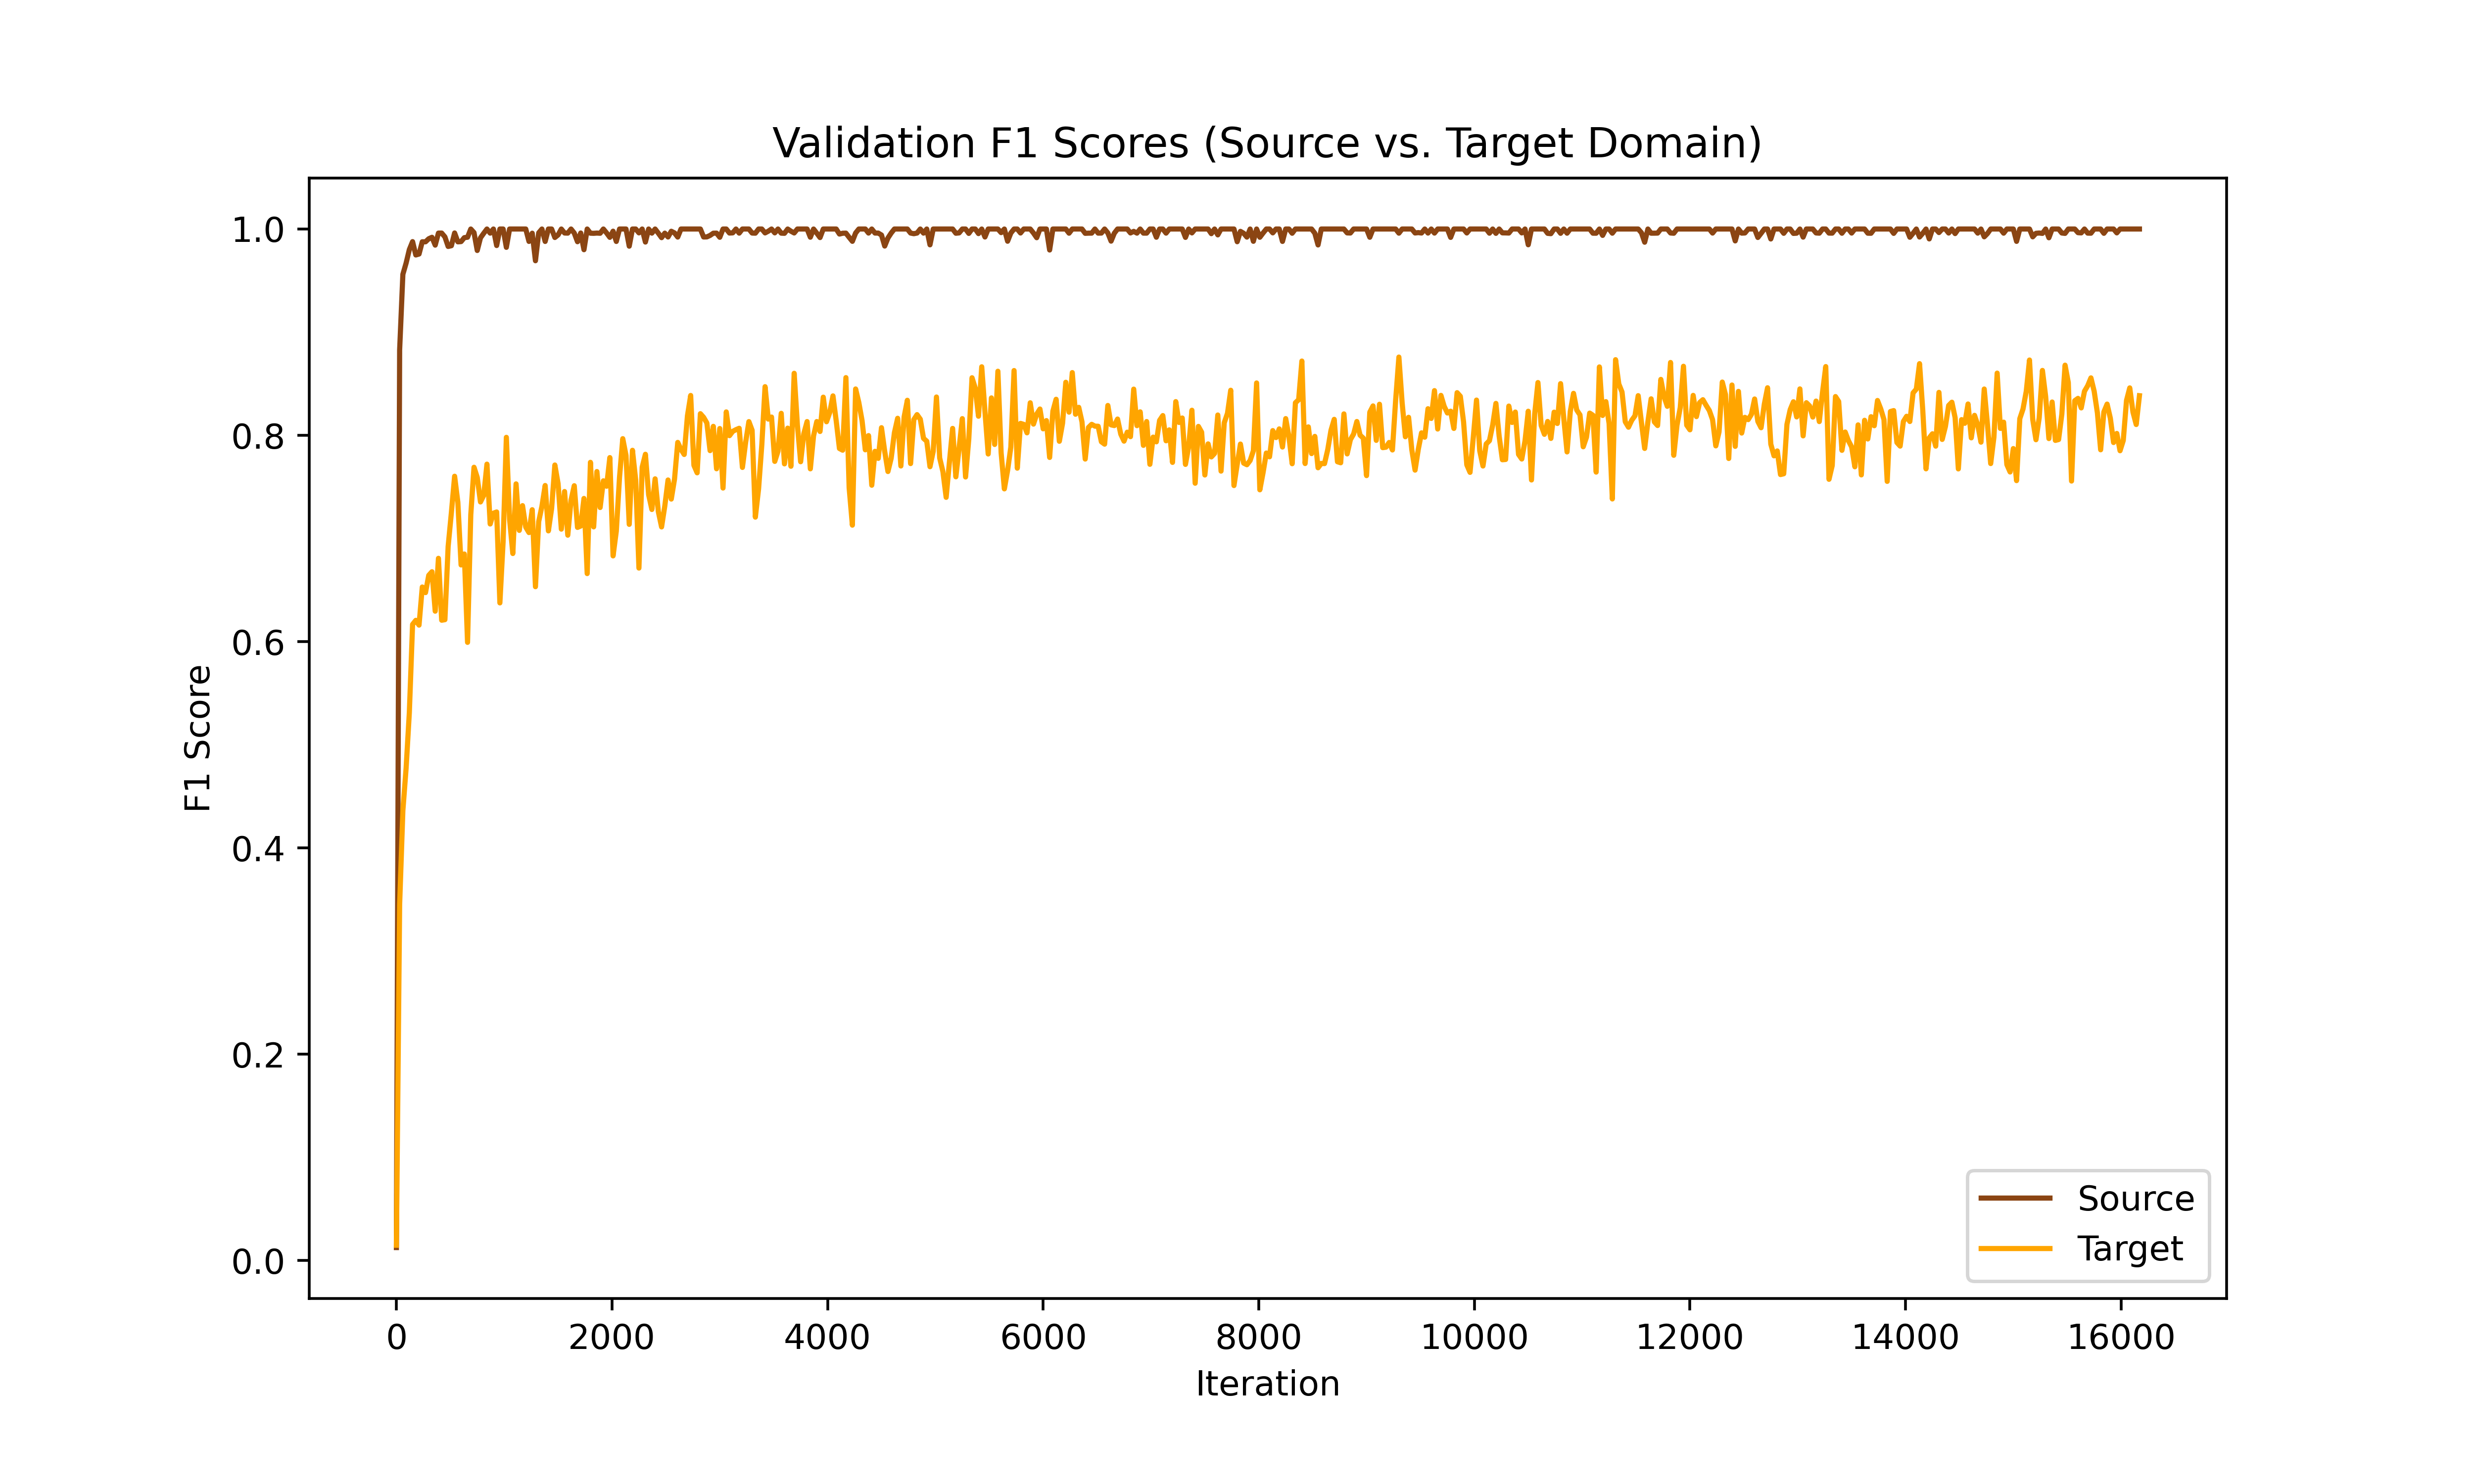 Validation F1 Scores (Source vs. Target Domain)
1.0
0.8
0.6
0.4
0.2
0.0
F1 Score
0 2000 4000 6000 8000 10000 12000 14000 16000
Iteration
Source
Target